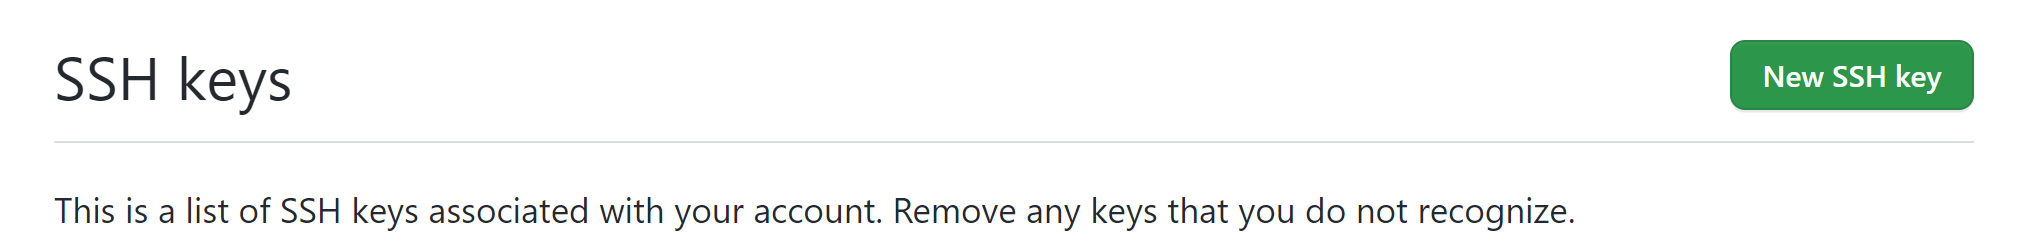 SSH keys
New SSH key
This is a list of SSH keys associated with your account. Remove any keys that you do not recognize.